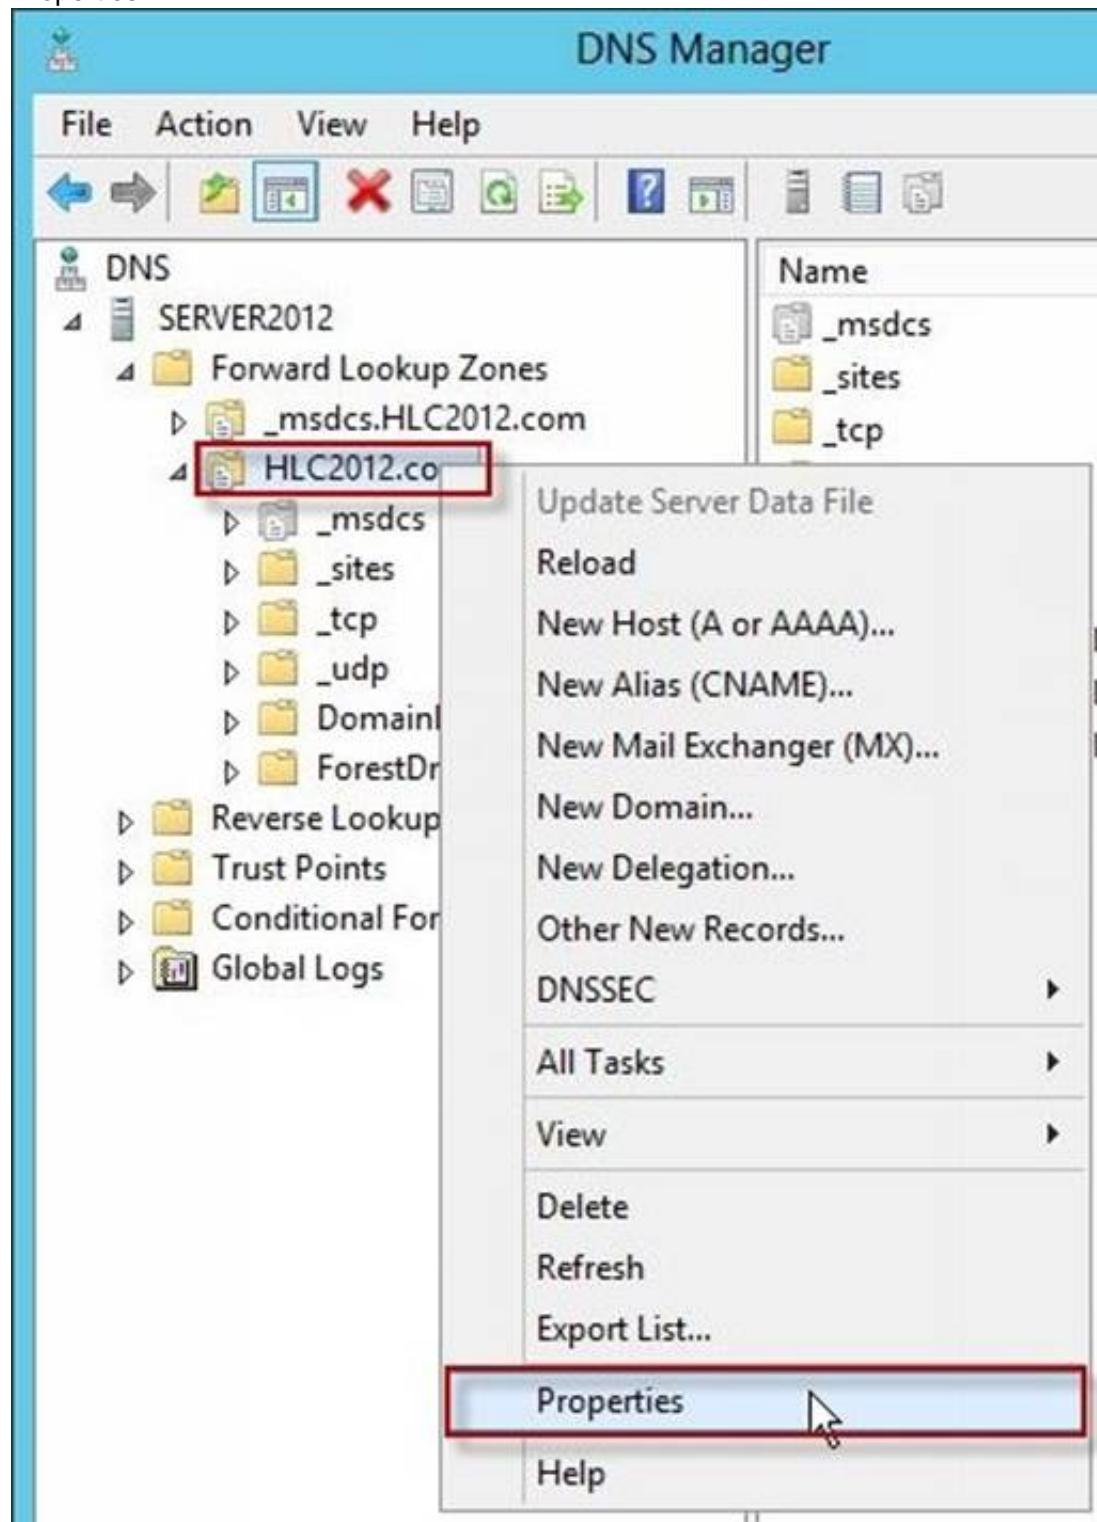 DNS Manager
File Action View Help
DNS
SERVER2012
Forward Lookup Zones
_msdcs.HLC2012.com
HLC2012.co
_msdcs
_sites
_tcp
_udp
DomainI
ForestDr
Reverse Lookup
Trust Points
Conditional For
Global Logs
Name
_msdcs
_sites
_tcp
Update Server Data File
Reload
New Host (A or AAAA)...
New Alias (CNAME)...
New Mail Exchanger (MX)...
New Domain...
New Delegation...
Other New Records...
DNSSEC
All Tasks
View
Delete
Refresh
Export List...
Properties
Help